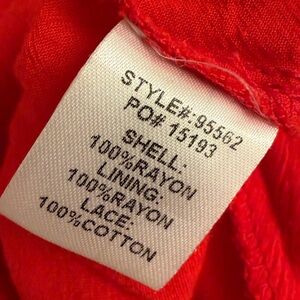 STYLE#:95562
PO# 15193
SHELL:
100%RAYON
LINING:
100%RAYON
LACE:
100%COTTON